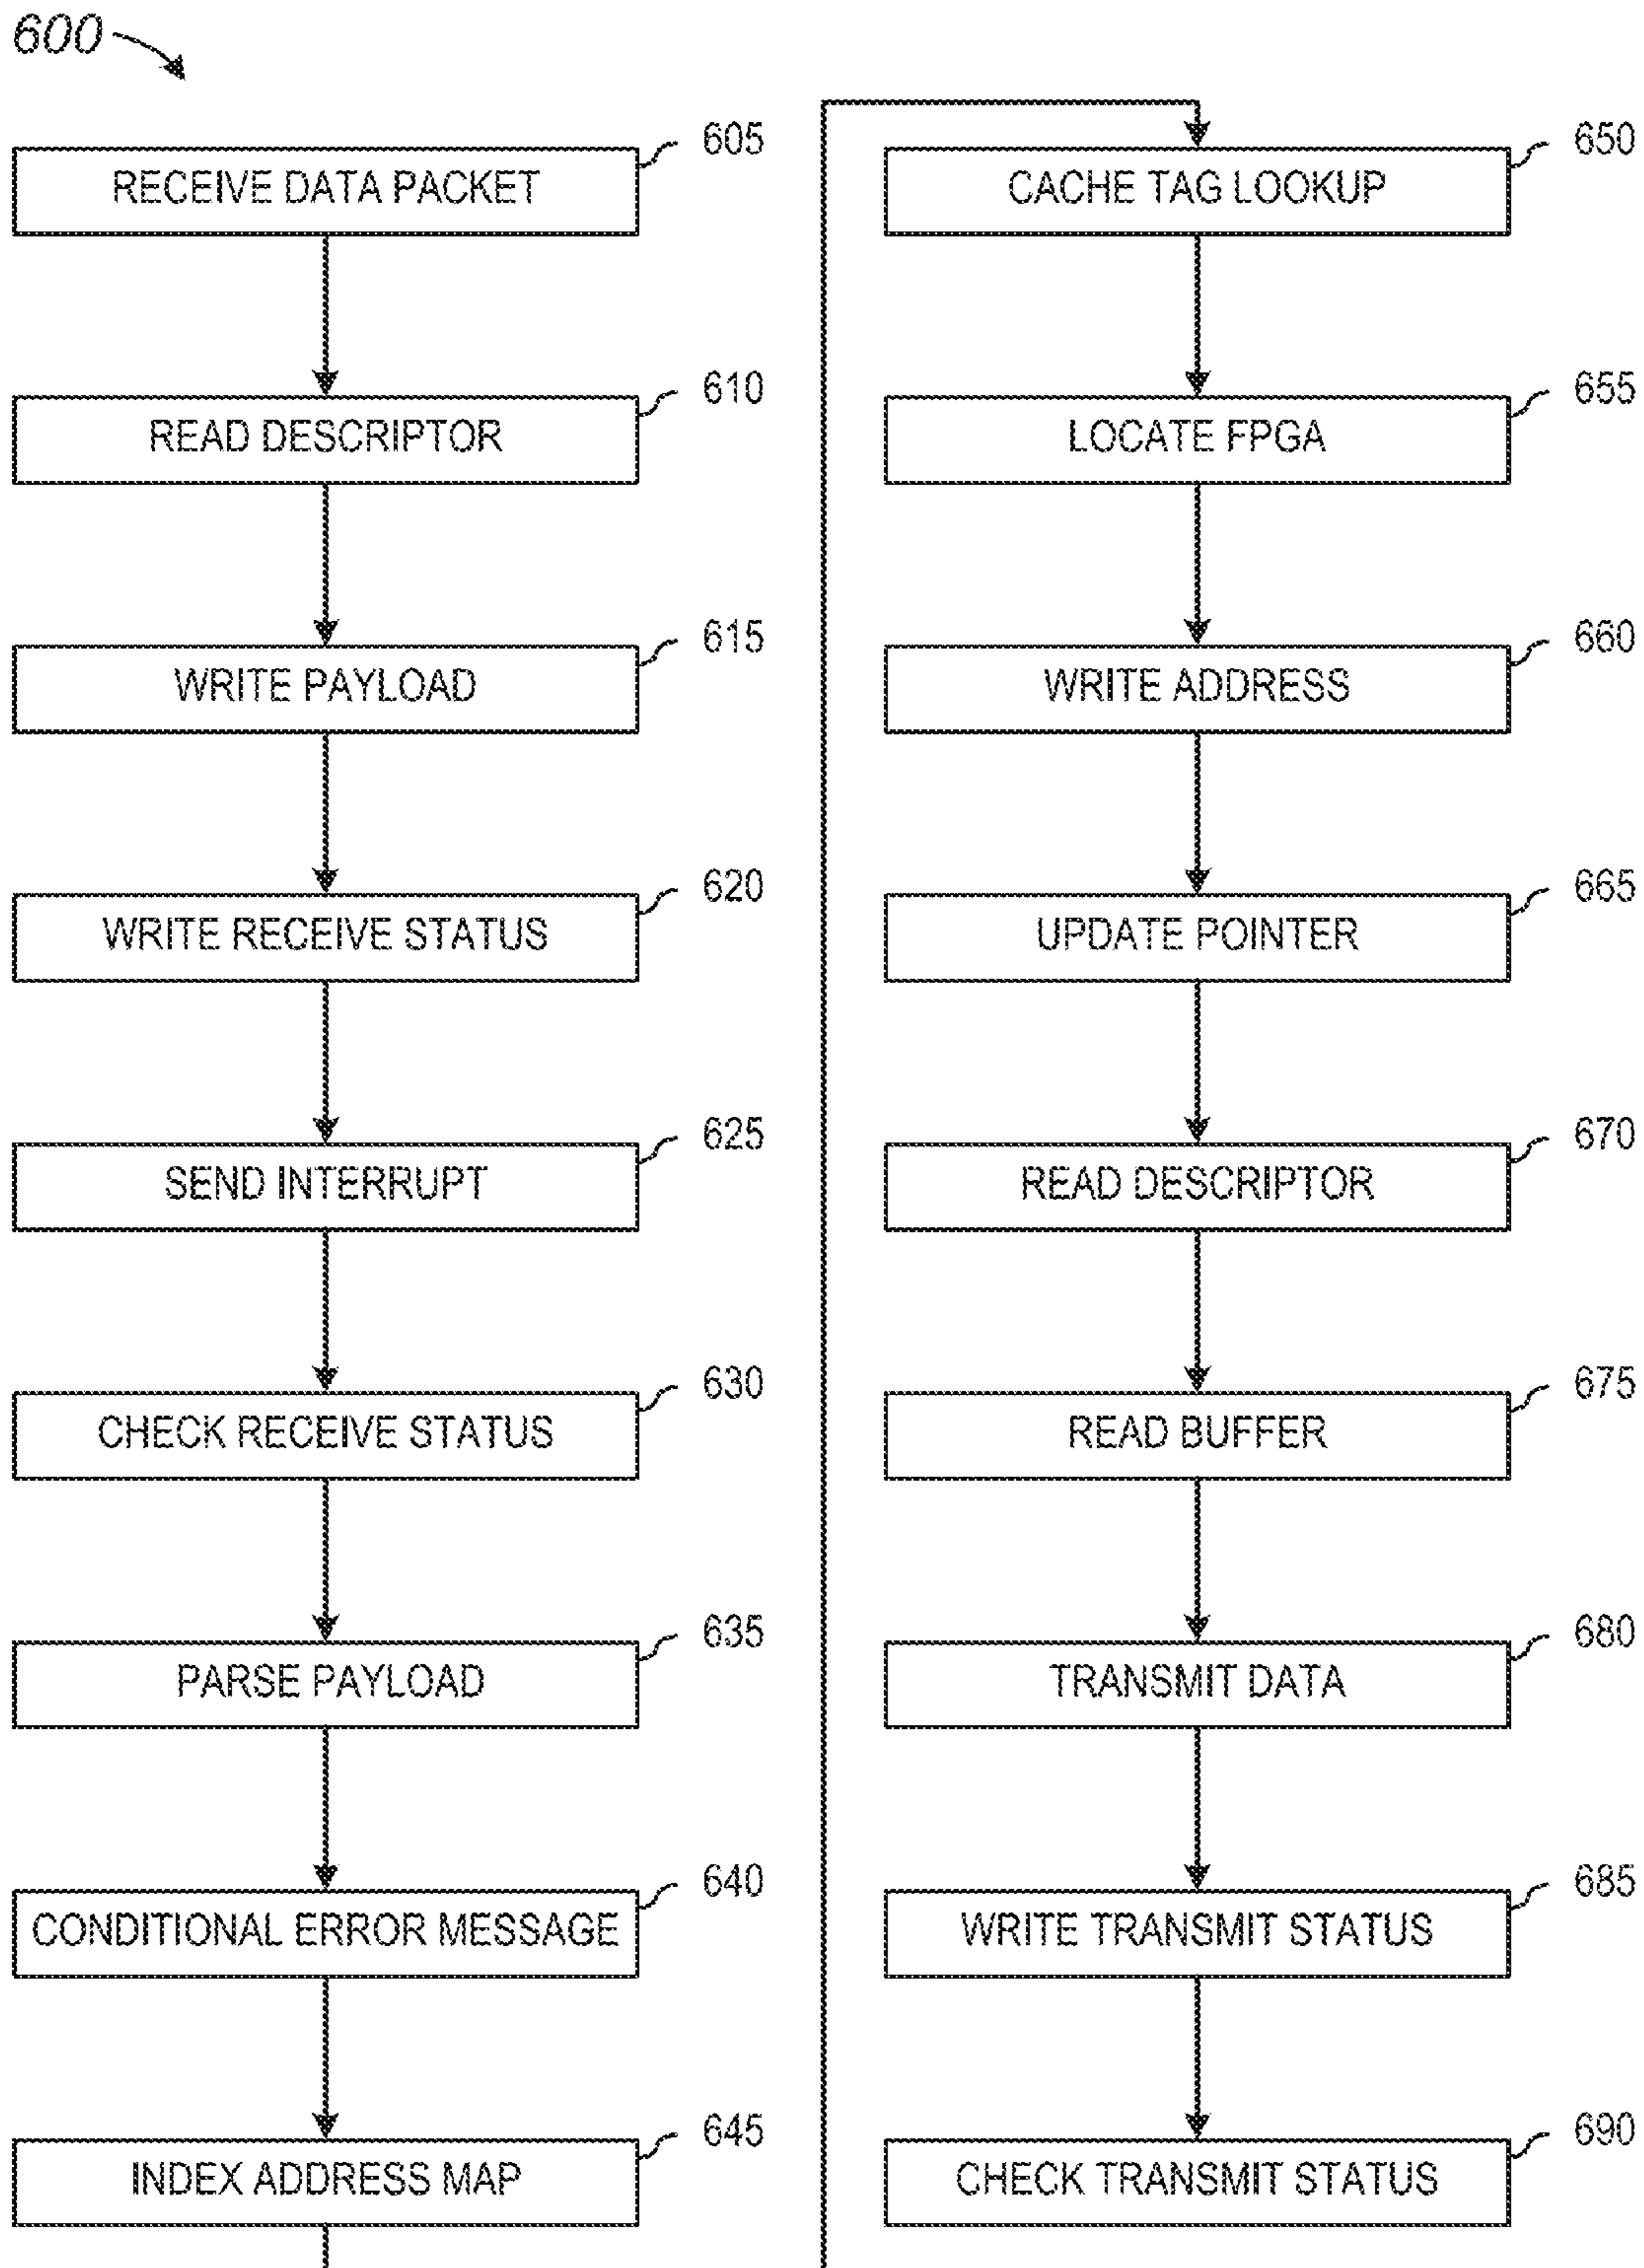 600
605
RECEIVE DATA PACKET
610
READ DESCRIPTOR
615
WRITE PAYLOAD
620
WRITE RECEIVE STATUS
625
SEND INTERRUPT
630
CHECK RECEIVE STATUS
635
PARSE PAYLOAD
640
CONDITIONAL ERROR MESSAGE
645
INDEX ADDRESS MAP
650
CACHE TAG LOOKUP
655
LOCATE FPGA
660
WRITE ADDRESS
665
UPDATE POINTER
670
READ DESCRIPTOR
675
READ BUFFER
680
TRANSMIT DATA
685
WRITE TRANSMIT STATUS
690
CHECK TRANSMIT STATUS